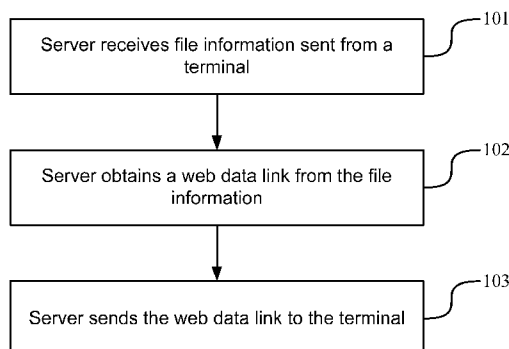 101
Server receives file information sent from a
terminal
102
Server obtains a web data link from the file
information
103
Server sends the web data link to the terminal